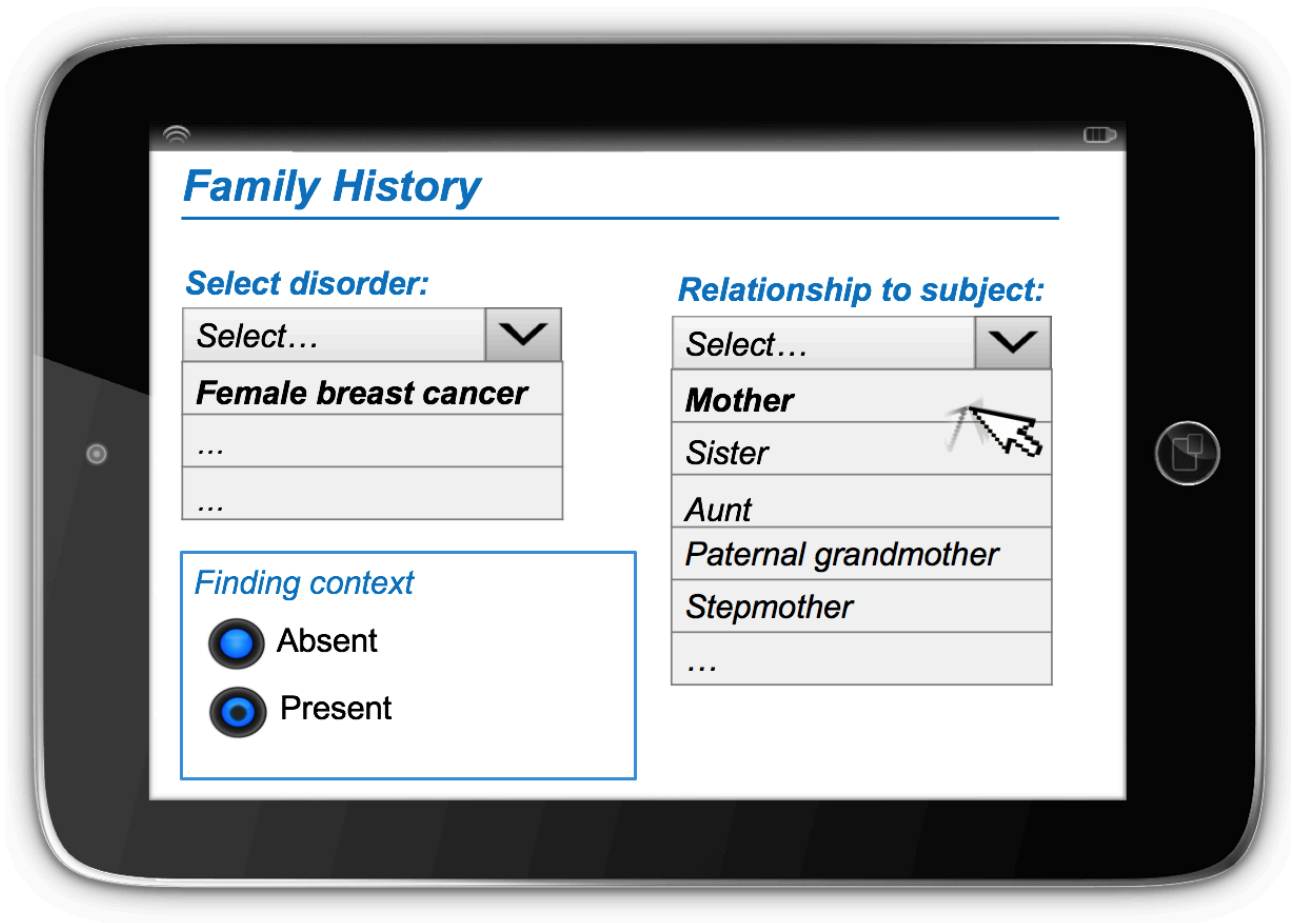 Family History
Select disorder:
Select…
Female breast cancer
…
…
Finding context
Absent
Present
Relationship to subject:
Select…
Mother
Sister
Aunt
Paternal grandmother
Stepmother
…